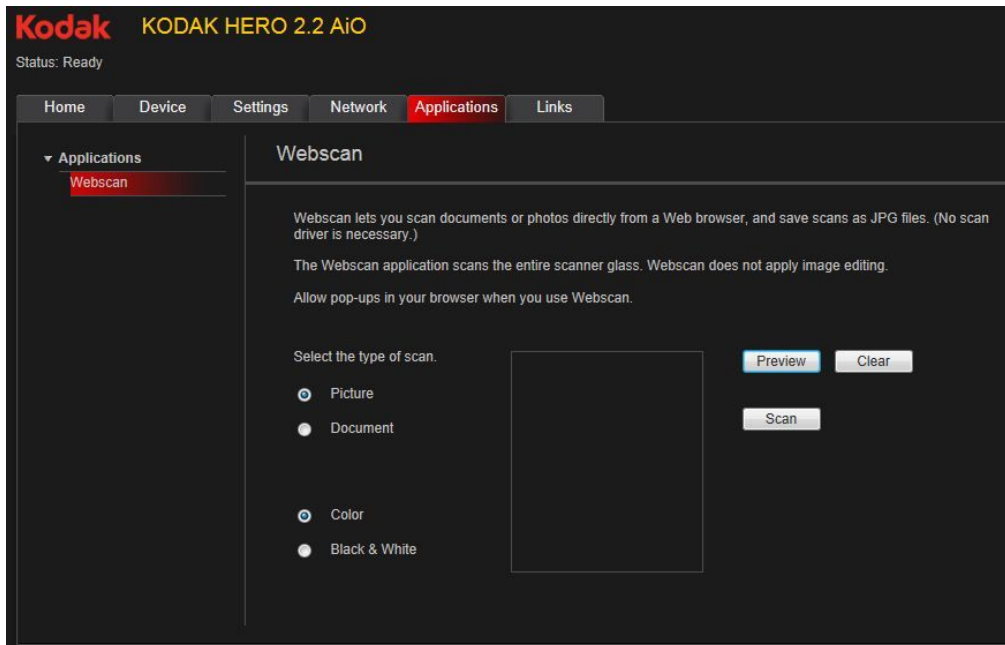 Kodak KODAK HERO 2.2 AiO
Status: Ready
Home Device Settings Network Applications Links
Applications
Webscan
Webscan
Webscan lets you scan documents or photos directly from a Web browser, and save scans as JPG files. (No scan
driver is necessary.)
The Webscan application scans the entire scanner glass. Webscan does not apply image editing.
Allow pop-ups in your browser when you use Webscan.
Select the type of scan.
Picture
Document
Color
Black & White
Preview Clear
Scan